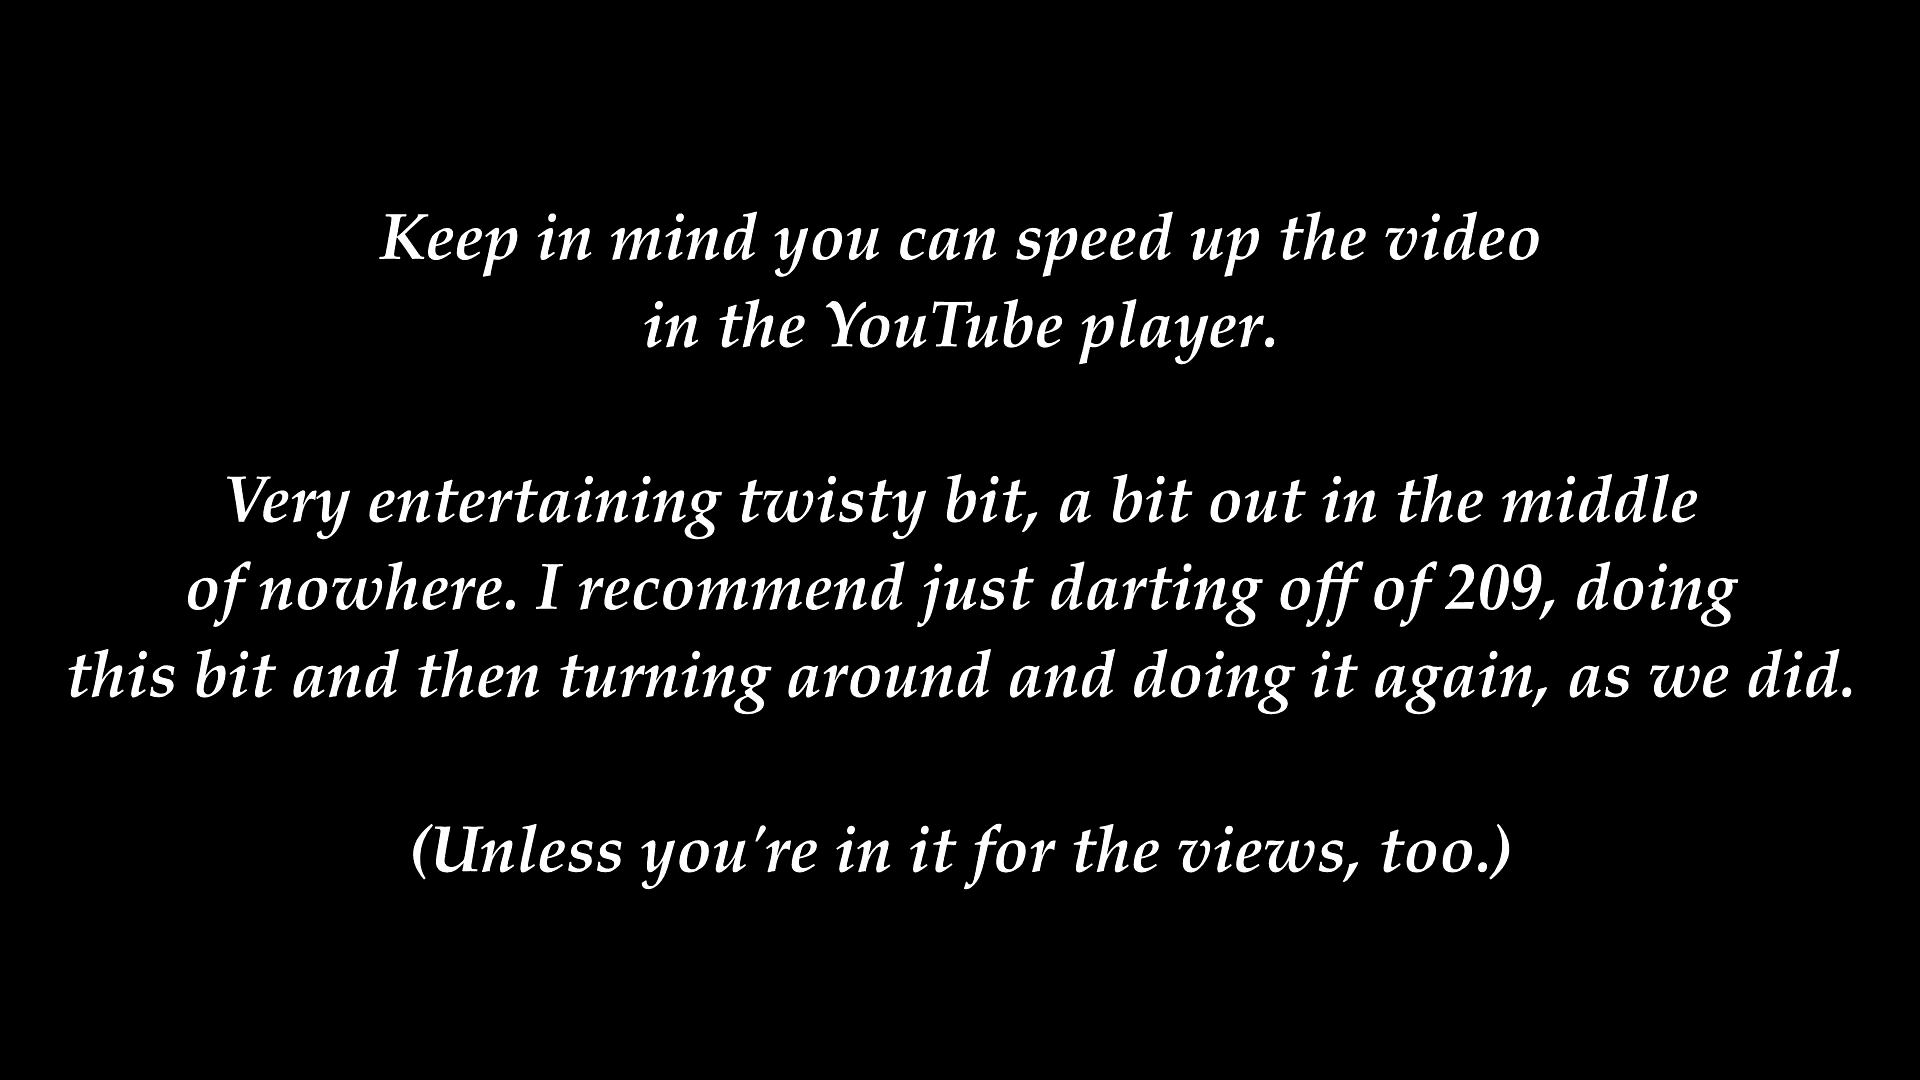 Keep in mind you can speed up the video
in the YouTube player.
Very entertaining twisty bit, a bit out in the middle
of nowhere. I recommend just darting off of 209, doing
this bit and then turning around and doing it again, as we did.
(Unless you're in it for the views, too.)